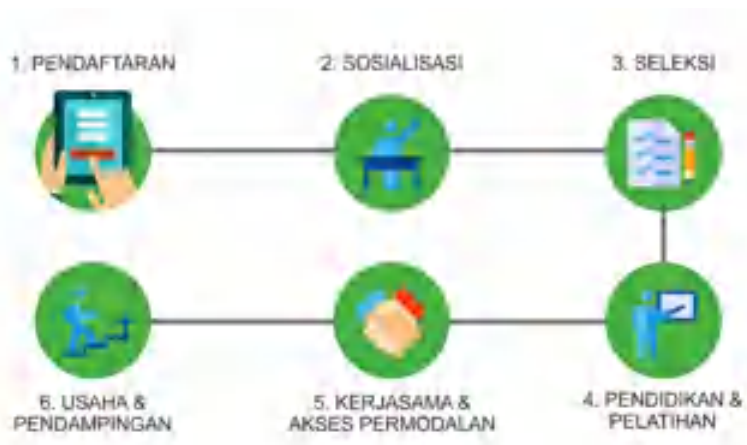 1. PENDAFTARAN
2. SOSIALISASI
3. SELEKSI
6. USAHA &
PENDAMPINGAN
5. KERJASAMA &
AKSES PERMODALAN
4. PENDIDIKAN &
PELATIHAN